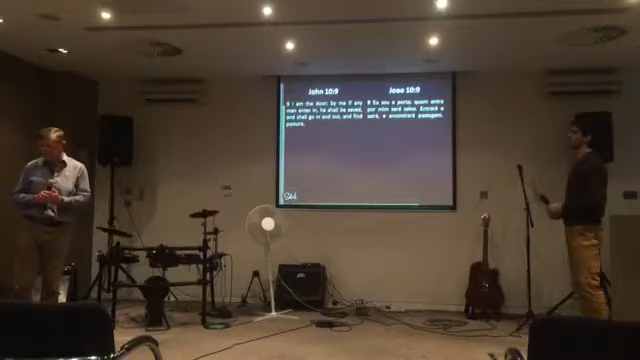 John 10:9
9 I am the door: by me if any
man enter in, he shall be saved,
and shall go in and out, and find
pasture.
Joao 10:9
9 Eu sou a porta; quem entra
por mim será salvo. Entrará e
sairá, e encontrará pastagem.